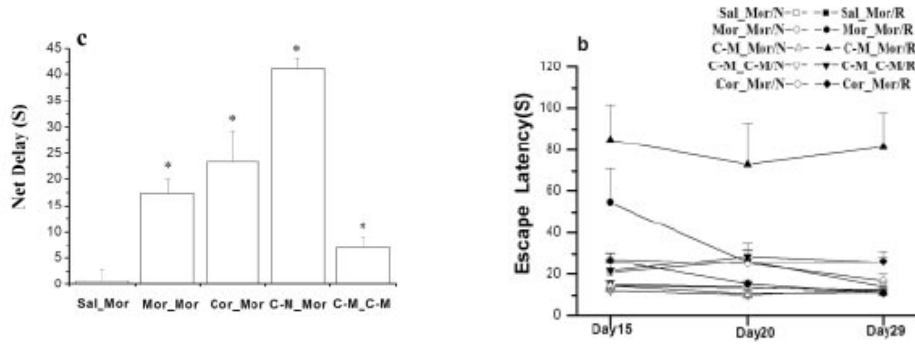 c
Net Delay (S)
45
40
35
30
25
20
15
10
5
0
*
*
*
*
Sal_Mor
Mor_Mor
Cor_Mor
C-N_Mor
C-M_C-M
b
Sal_Mor/N
Sal_Mor/R
Mor_Mor/N
Mor_Mor/R
C-M_Mor/N
C-M_Mor/R
C-M_C-M/N
C-M_C-M/R
Cor_Mor/N
Cor_Mor/R
Escape Latency(S)
120
100
80
60
40
20
0
Day15
Day20
Day29